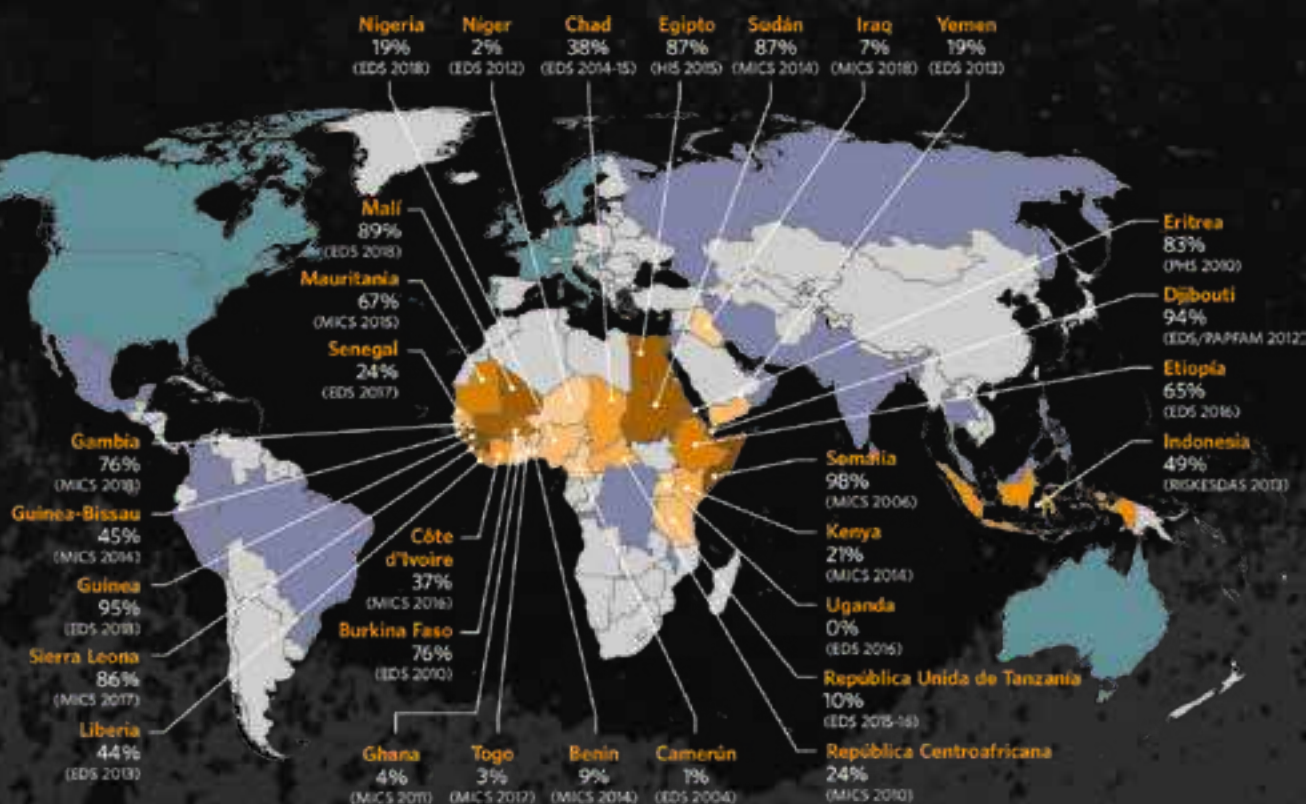 Nigeria
19%
(EDS 2018)
Níger
2%
(EDS 2012)
Chad
38%
(EDS 2014-15)
Egipto
87%
(HIS 2015)
Sudán
87%
(MICS 2014)
Iraq
7%
(MICS 2018)
Yemen
19%
(EDS 2013)
Malí
89%
(EDS 2018)
Mauritania
67%
(MICS 2015)
Senegal
24%
(EDS 2017)
Gambia
76%
(MICS 2018)
Guinea-Bissau
45%
(MICS 2014)
Guinea
95%
(EDS 2018)
Sierra Leona
86%
(MICS 2017)
Liberia
44%
(EDS 2013)
Côte
d'Ivoire
37%
(MICS 2016)
Burkina Faso
76%
(EDS 2010)
Ghana
4%
(MICS 2011)
Togo
3%
(MICS 2017)
Benin
9%
(MICS 2014)
Camerún
1%
(EDS 2004)
Eritrea
83%
(PHS 2010)
Djibouti
94%
(EDS/PAPFAM 2012)
Etiopía
65%
(EDS 2016)
Indonesia
49%
(RISKESDAS 2013)
Somalia
98%
(MICS 2006)
Kenya
21%
(MICS 2014)
Uganda
0%
(EDS 2016)
República Unida de Tanzanía
10%
(EDS 2015-16)
República Centroafricana
24%
(MICS 2010)